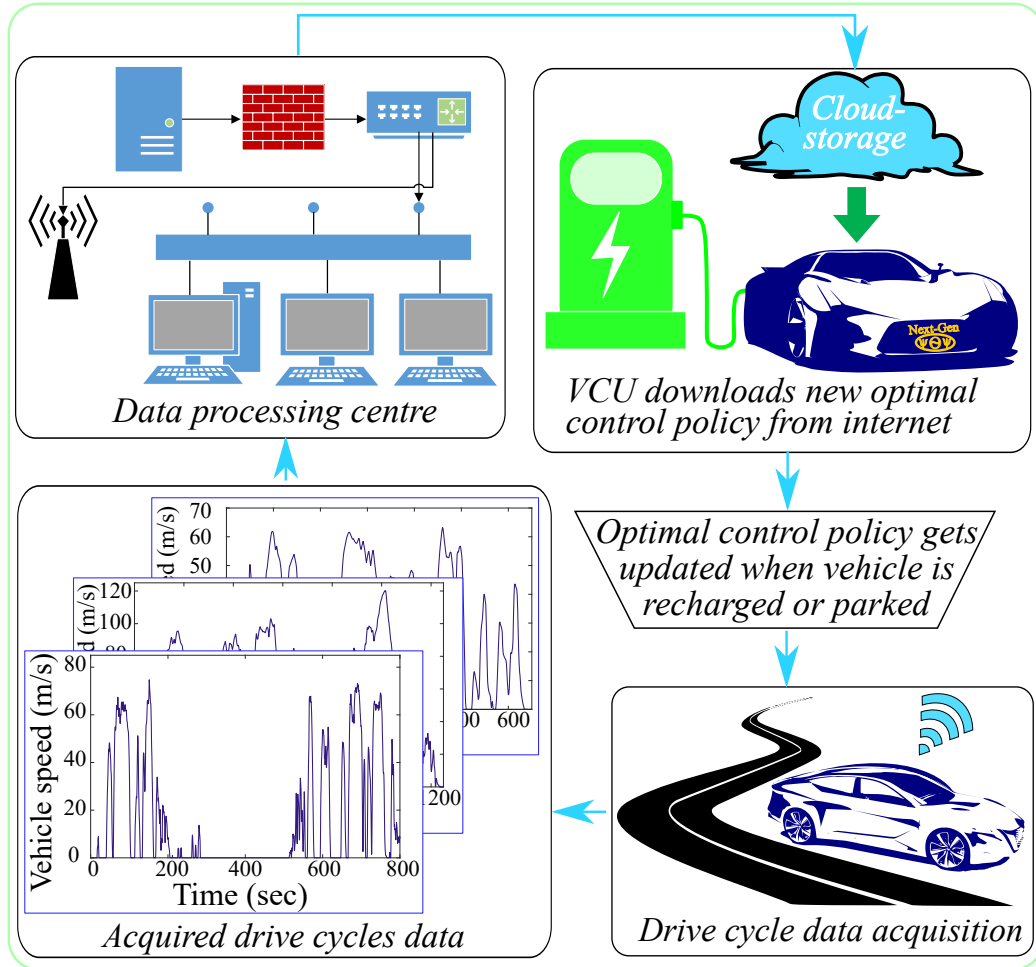 Cloud-
storage
Next-Gen
Data processing centre
VCU downloads new optimal
control policy from internet
Optimal control policy gets
updated when vehicle is
recharged or parked
70
60
50
40
120
100
80
80
60
40
20
0
Vehicle speed (m/s)
0
200
400
600
800
Time (sec)
200
600
Acquired drive cycles data
Drive cycle data acquisition